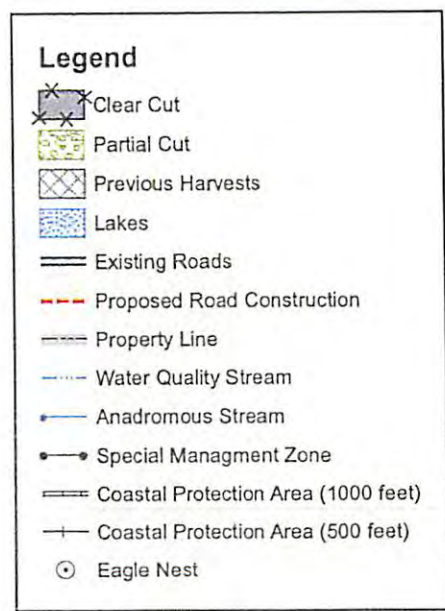 Legend
Clear Cut
Partial Cut
Previous Harvests
Lakes
Existing Roads
Proposed Road Construction
Property Line
Water Quality Stream
Anadromous Stream
Special Managment Zone
Coastal Protection Area (1000 feet)
Coastal Protection Area (500 feet)
Eagle Nest